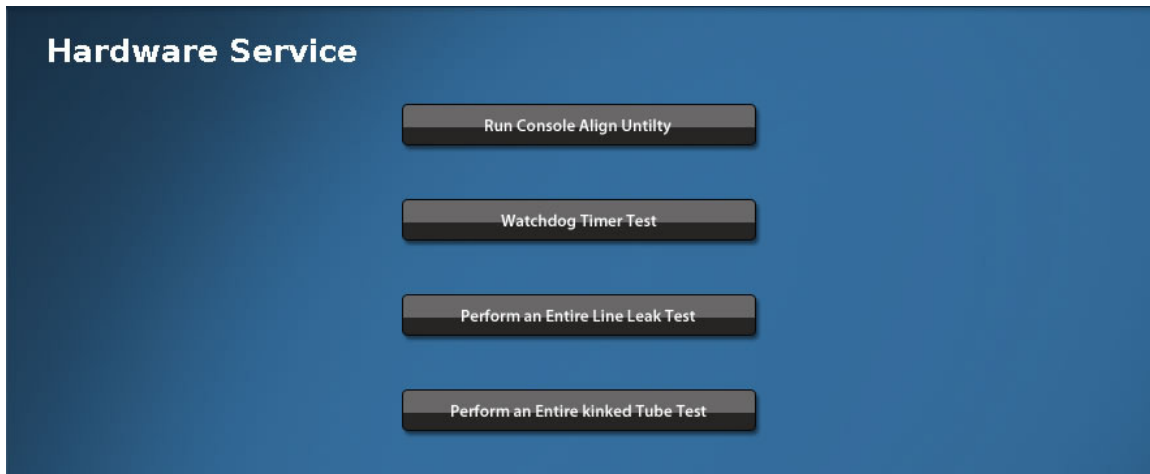 Hardware Service
Run Console Align Untilty
Watchdog Timer Test
Perform an Entire Line Leak Test
Perform an Entire kinked Tube Test